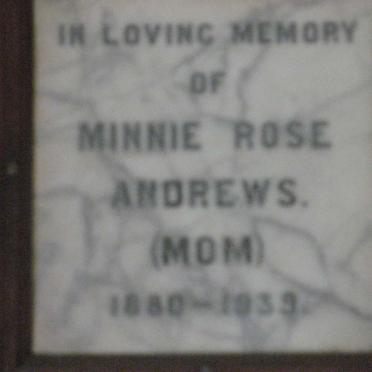 IN LOVING MEMORY
OF
MINNIE ROSE
ANDREWS.
(MOM)
1880-1939.